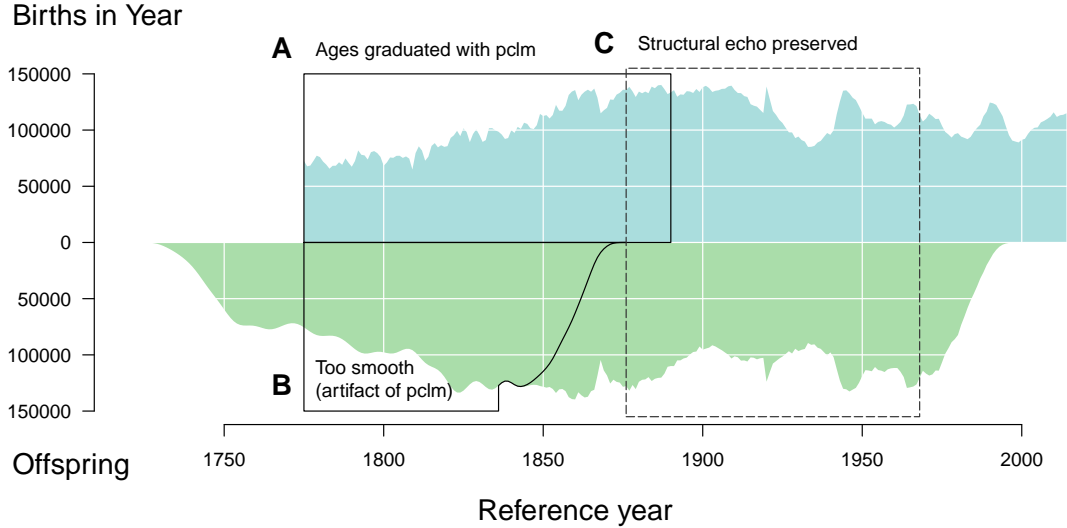 Births in Year
A Ages graduated with pclm
C Structural echo preserved
150000
100000
50000
0
50000
100000
150000
B Too smooth
(artifact of pclm)
Offspring
1750 1800 1850 1900 1950 2000
Reference year